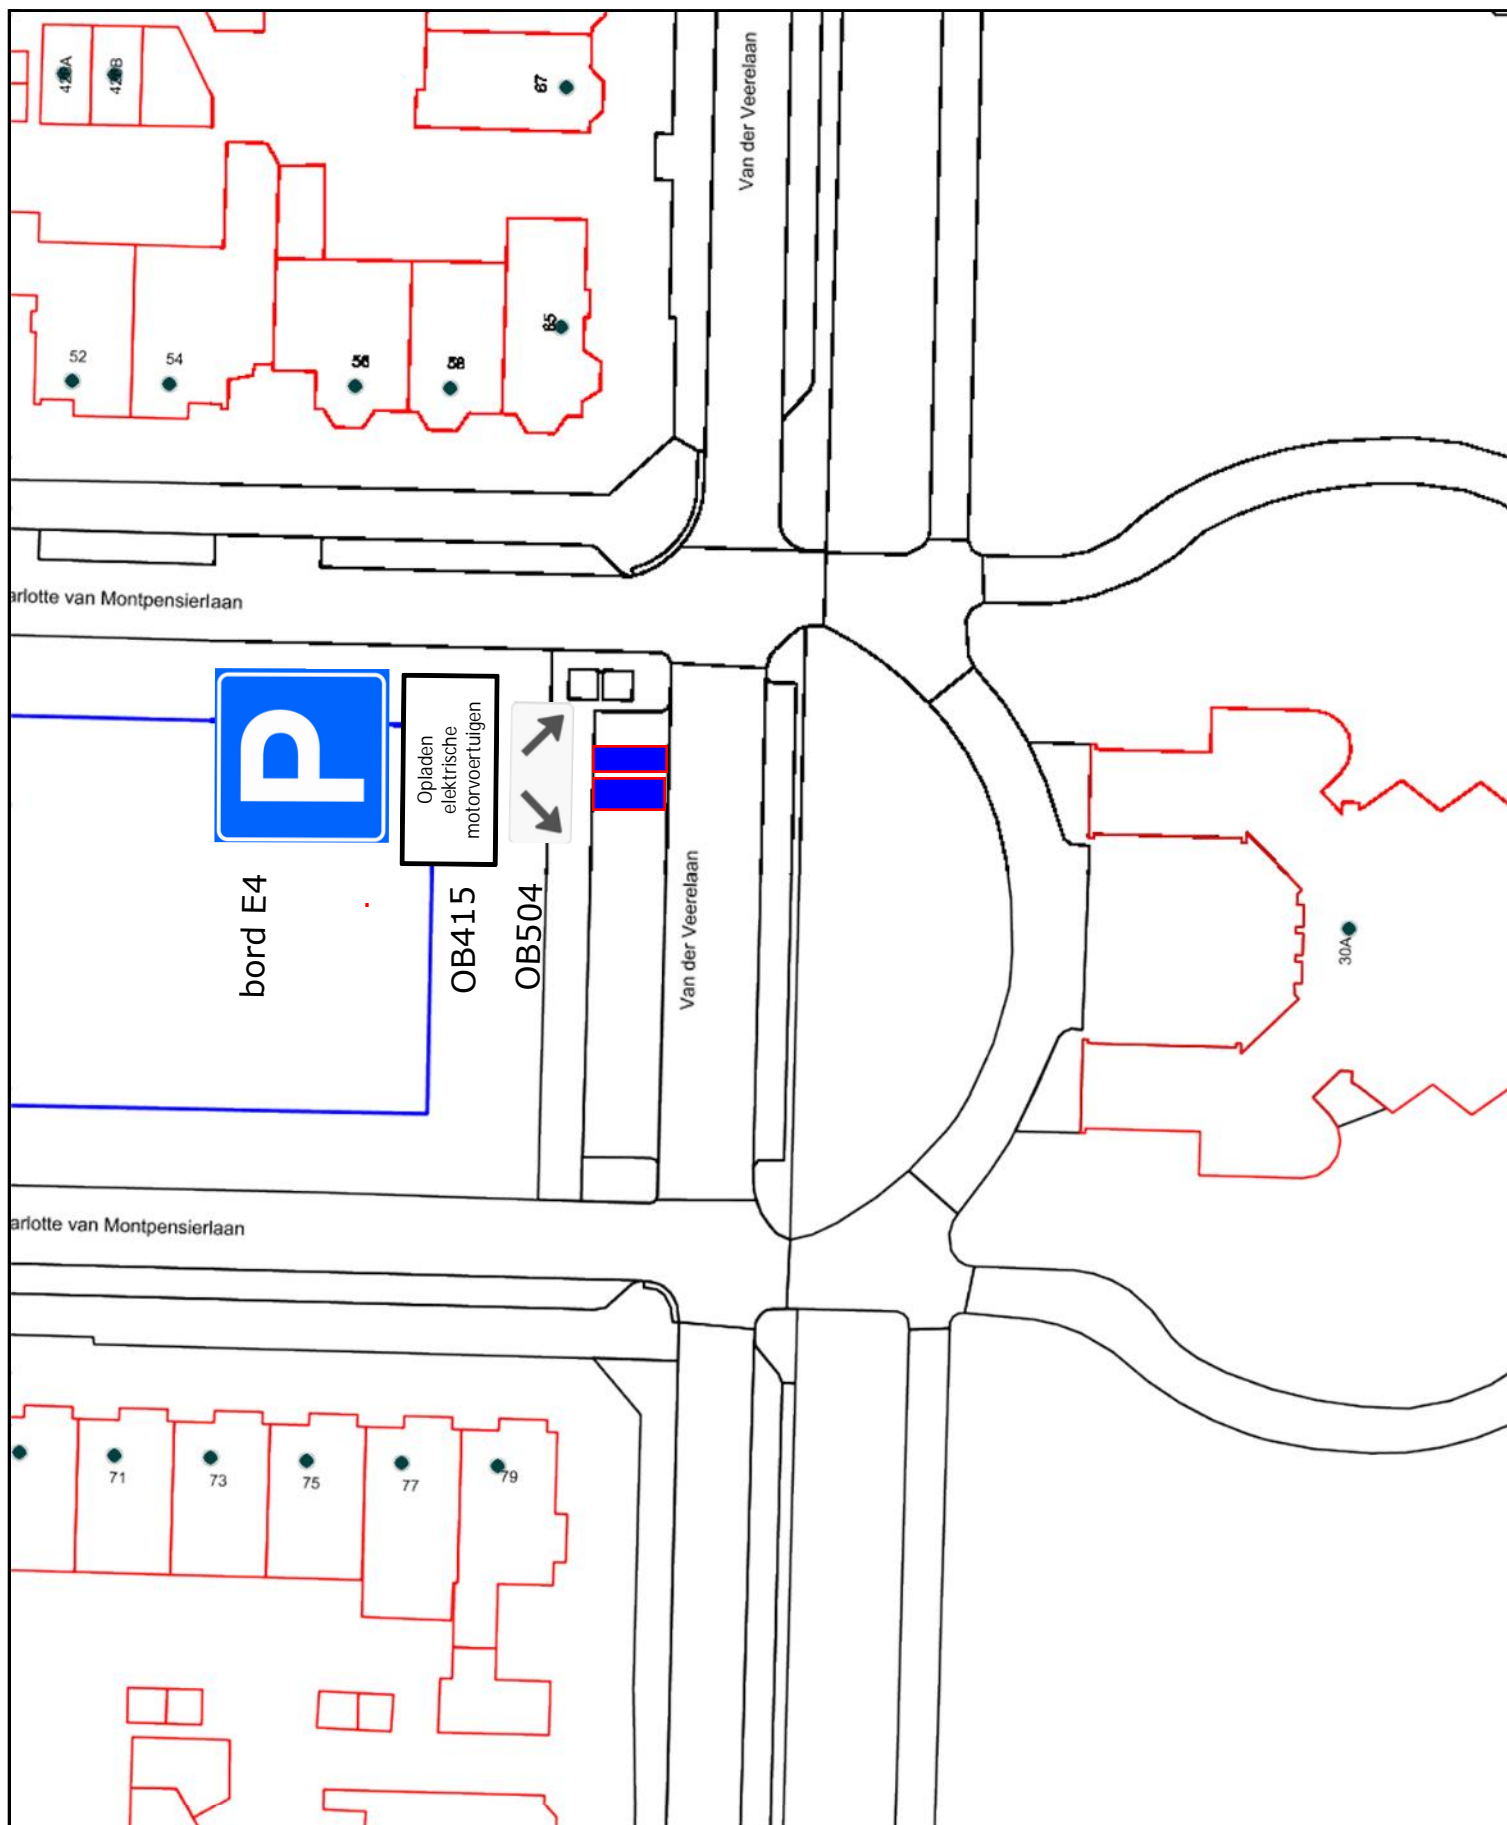 42A
42B
67
Van der Veerelaan
65
52
54
56
58
arlotte van Montpensierlaan
P
Opladen
elektrische
motorvoertuigen
bord E4
OB415
OB504
Van der Veerelaan
30A
arlotte van Montpensierlaan
71
73
75
77
79